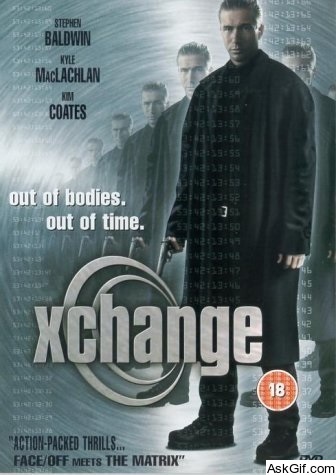 STEPHEN
BALDWIN
KYLE
MACLACHLAN
KIM
COATES
out of bodies.
out of time.
xchange
18
"ACTION-PACKED THRILLS...
FACE/OFF MEETS THE MATRIX"
DVD
AskGif.com